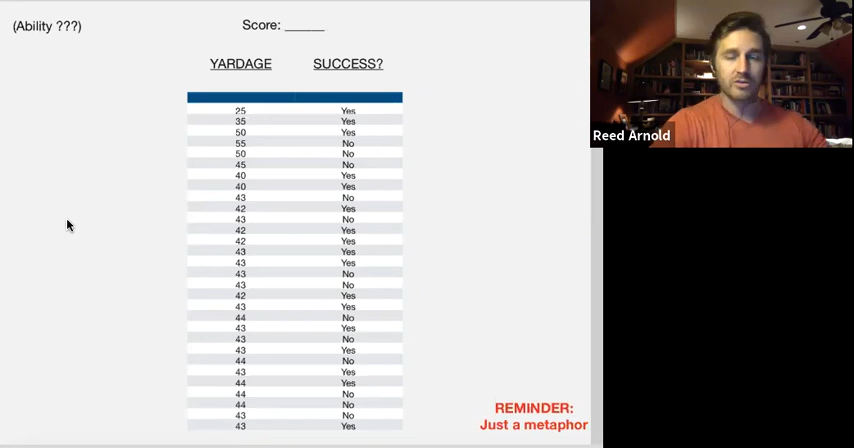 (Ability ???)
Score: ______
YARDAGE SUCCESS?
25 Yes
35 Yes
50 Yes
55 No
50 No
45 No
40 Yes
40 Yes
43 No
42 Yes
43 No
42 Yes
42 Yes
43 Yes
43 Yes
43 No
43 No
42 Yes
43 Yes
44 No
43 Yes
43 No
43 Yes
44 No
43 Yes
44 Yes
44 No
44 No
43 No
43 Yes
REMINDER:
Just a metaphor
Reed Arnold